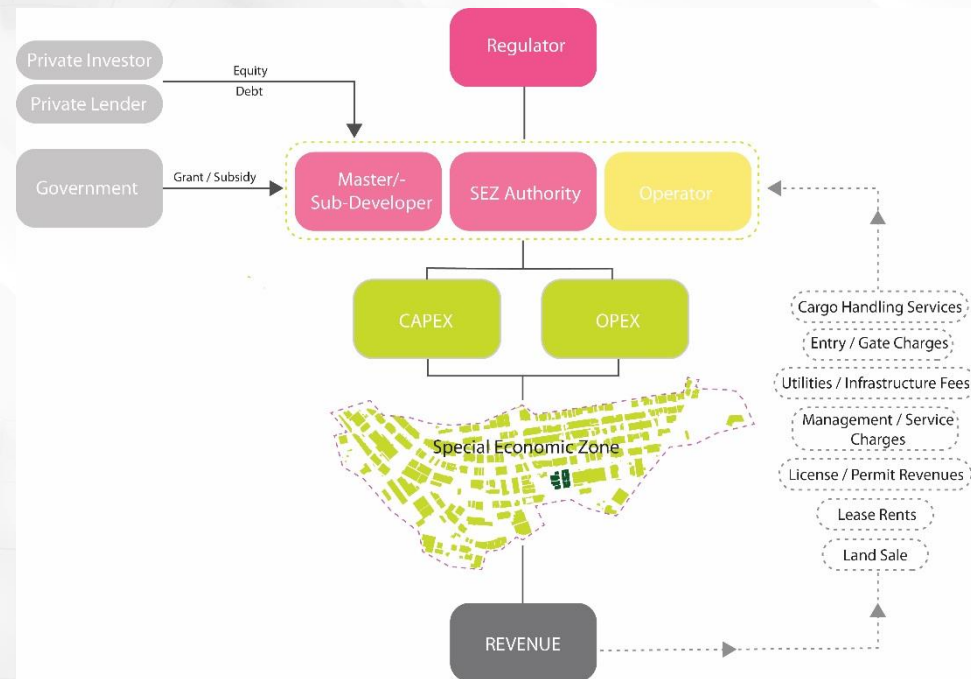 Regulator
Private Investor
Private Lender
Equity
Debt
Government
Grant / Subsidy
Master/-
Sub-Developer
SEZ Authority
Operator
CAPEX
OPEX
Special Economic Zone
REVENUE
Cargo Handling Services
Entry / Gate Charges
Utilities / Infrastructure Fees
Management / Service
Charges
License / Permit Revenues
Lease Rents
Land Sale